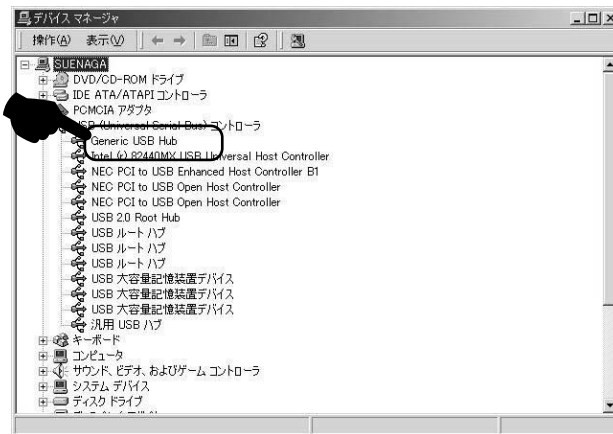 デバイス マネージャ
操作(A) 表示(V)
SUENAGA
DVD/CD-ROM ドライブ
IDE ATA/ATAPI コントローラ
PCMCIA アダプタ
USB (Universal Serial Bus) コントローラ
Generic USB Hub
Intel (r) 82440MX USB Universal Host Controller
NEC PCI to USB Enhanced Host Controller B1
NEC PCI to USB Open Host Controller
NEC PCI to USB Open Host Controller
USB 2.0 Root Hub
USB ルート ハブ
USB ルート ハブ
USB ルート ハブ
USB 大容量記憶装置デバイス
USB 大容量記憶装置デバイス
USB 大容量記憶装置デバイス
汎用 USB ハブ
キーボード
コンピュータ
サウンド、ビデオ、およびゲーム コントローラ
システム デバイス
ディスク ドライブ